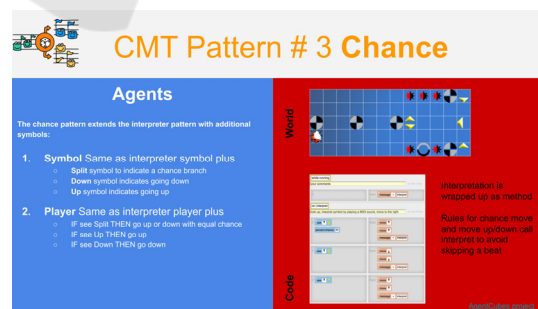 CMT Pattern # 3 Chance
Agents
The chance pattern extends the interpreter pattern with additional
symbols:
1. Symbol Same as interpreter symbol plus
○ Split symbol to indicate a chance branch
○ Down symbol indicates going down
○ Up symbol indicates going up
2. Player Same as interpreter player plus
○ IF see Split THEN go up or down with equal chance
○ IF see Up THEN go up
○ IF see Down THEN go down
World
Code
Interpretation is
wrapped up as method
Rules for chance move
and move up/down call
interpret to avoid
skipping a beat
AgentCubes project